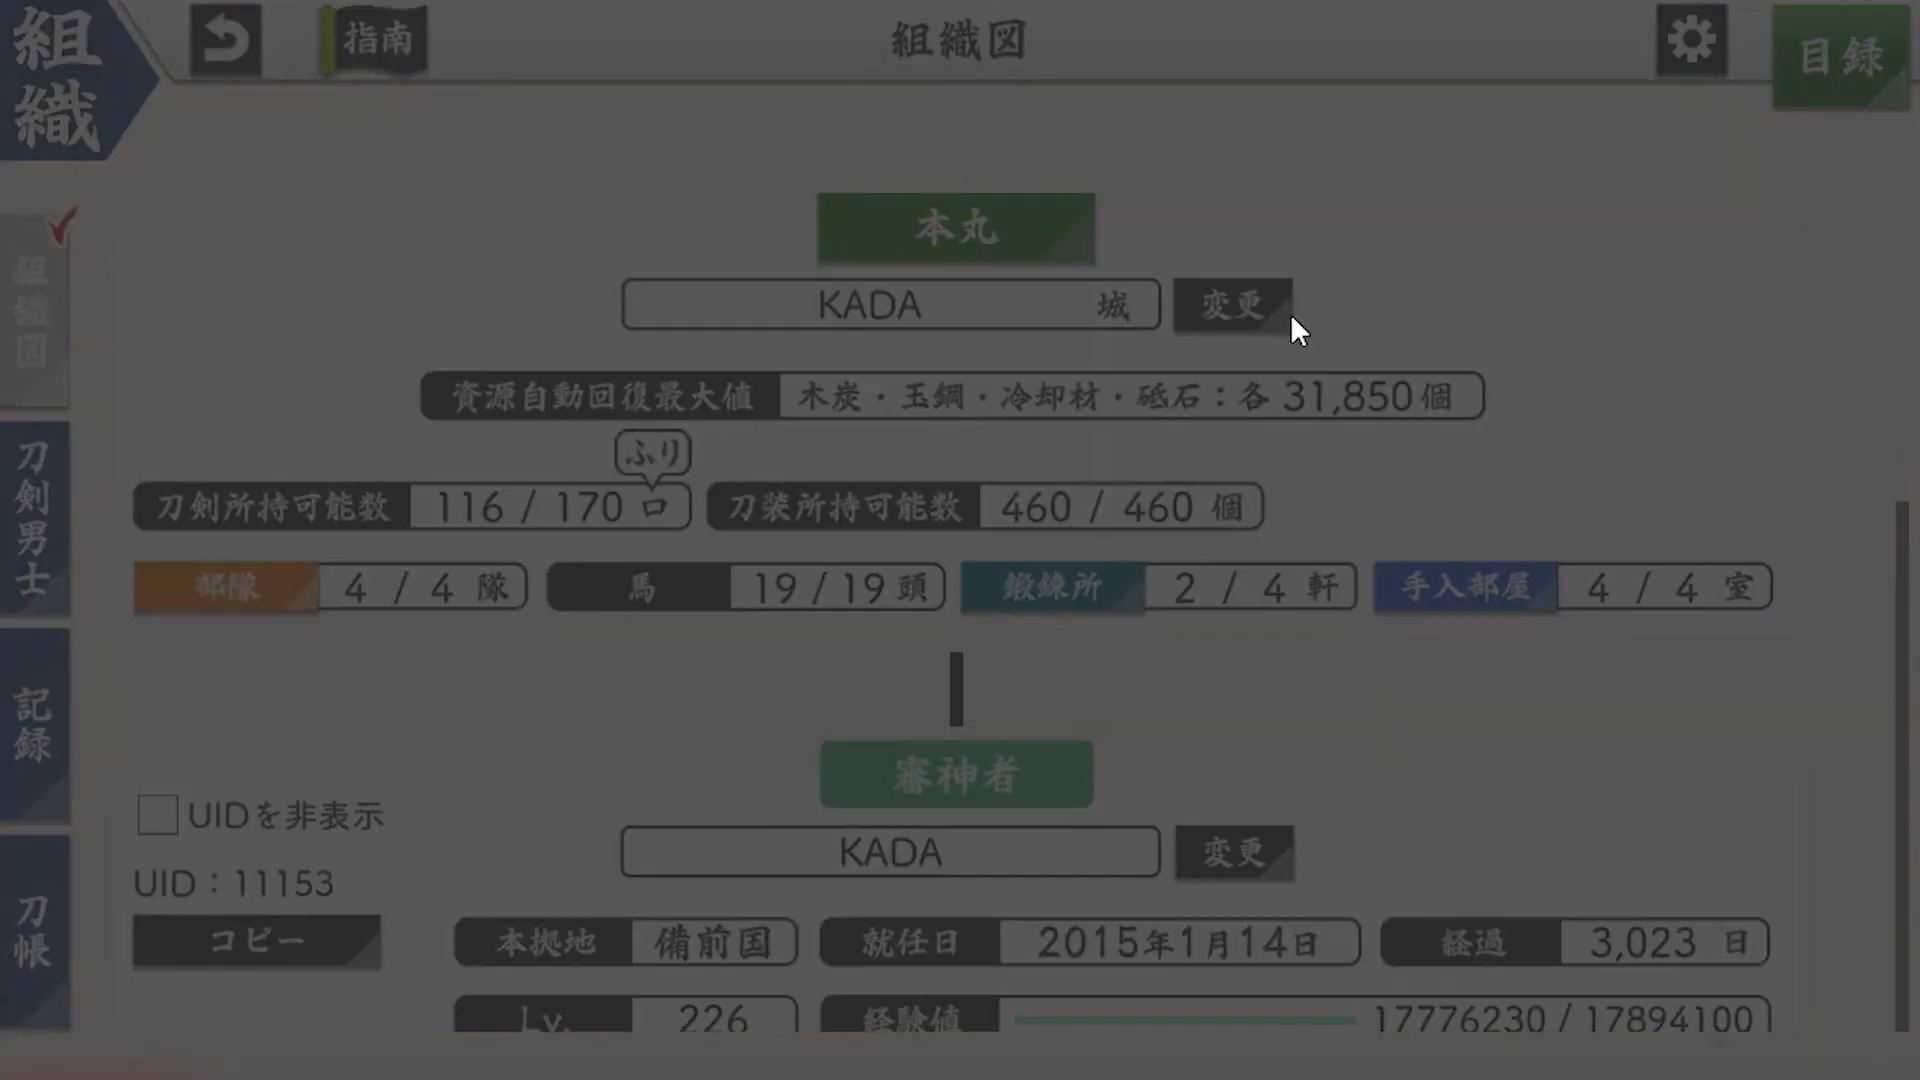 組織
指南
組織図
目録
組織図
刀剣男士
記録
刀帳
本丸
KADA 城
変更
資源自動回復最大値 木炭・玉鋼・冷却材・砥石:各 31,850個
ふり
刀剣所持可能数 116 / 170 口
刀装所持可能数 460 / 460 個
部隊 4 / 4 隊
馬 19 / 19 頭
鍛錬所 2 / 4 軒
手入部屋 4 / 4 室
審神者
UIDを非表示
KADA
変更
UID:11153
コピー
本拠地 備前国
就任日 2015年1月14日
経過 3,023 日
Lv. 226
経験値 17776230 / 17894100